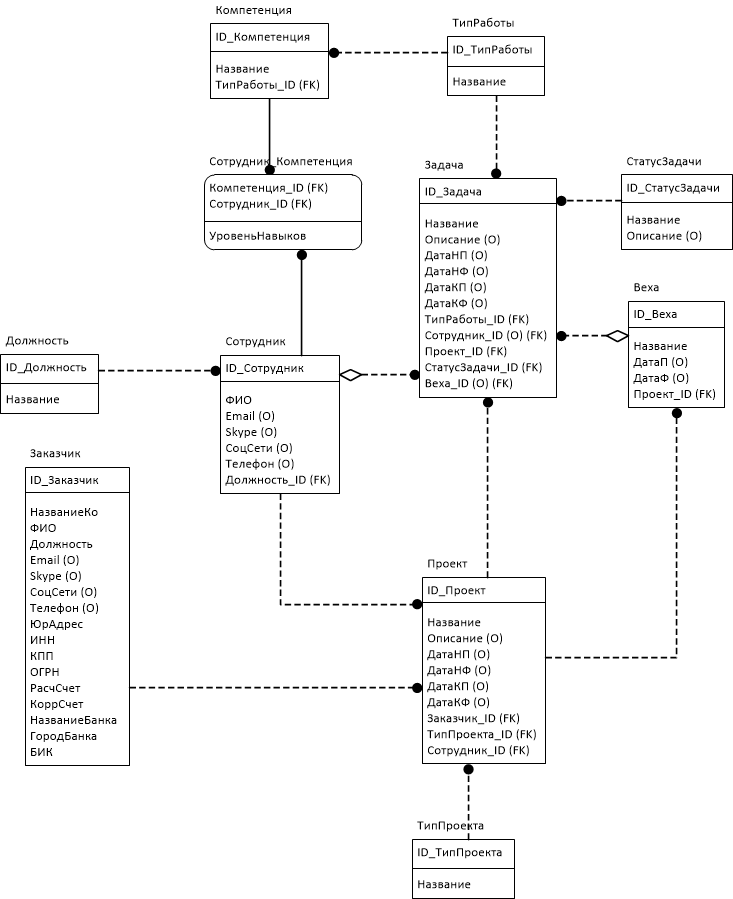 Компетенция
ID_Компетенция
Название
ТипРаботы_ID (FK)
ТипРаботы
ID_ТипРаботы
Название
Сотрудник_Компетенция
Компетенция_ID (FK)
Сотрудник_ID (FK)
УровеньНавыков
Задача
ID_Задача
Название
Описание (O)
ДатаНП (O)
ДатаНФ (O)
ДатаКП (O)
ДатаКФ (O)
ТипРаботы_ID (FK)
Сотрудник_ID (O) (FK)
Проект_ID (FK)
СтатусЗадачи_ID (FK)
Веха_ID (O) (FK)
СтатусЗадачи
ID_СтатусЗадачи
Название
Описание (O)
Веха
ID_Веха
Название
ДатаП (O)
ДатаФ (O)
Проект_ID (FK)
Должность
ID_Должность
Название
Сотрудник
ID_Сотрудник
ФИО
Email (O)
Skype (O)
СоцСети (O)
Телефон (O)
Должность_ID (FK)
Заказчик
ID_Заказчик
НазваниеКо
ФИО
Должность
Email (O)
Skype (O)
СоцСети (O)
Телефон (O)
ЮрАдрес
ИНН
КПП
ОГРН
РасчСчет
КоррСчет
НазваниеБанка
ГородБанка
БИК
Проект
ID_Проект
Название
Описание (O)
ДатаНП (O)
ДатаНФ (O)
ДатаКП (O)
ДатаКФ (O)
Заказчик_ID (FK)
ТипПроекта_ID (FK)
Сотрудник_ID (FK)
ТипПроекта
ID_ТипПроекта
Название